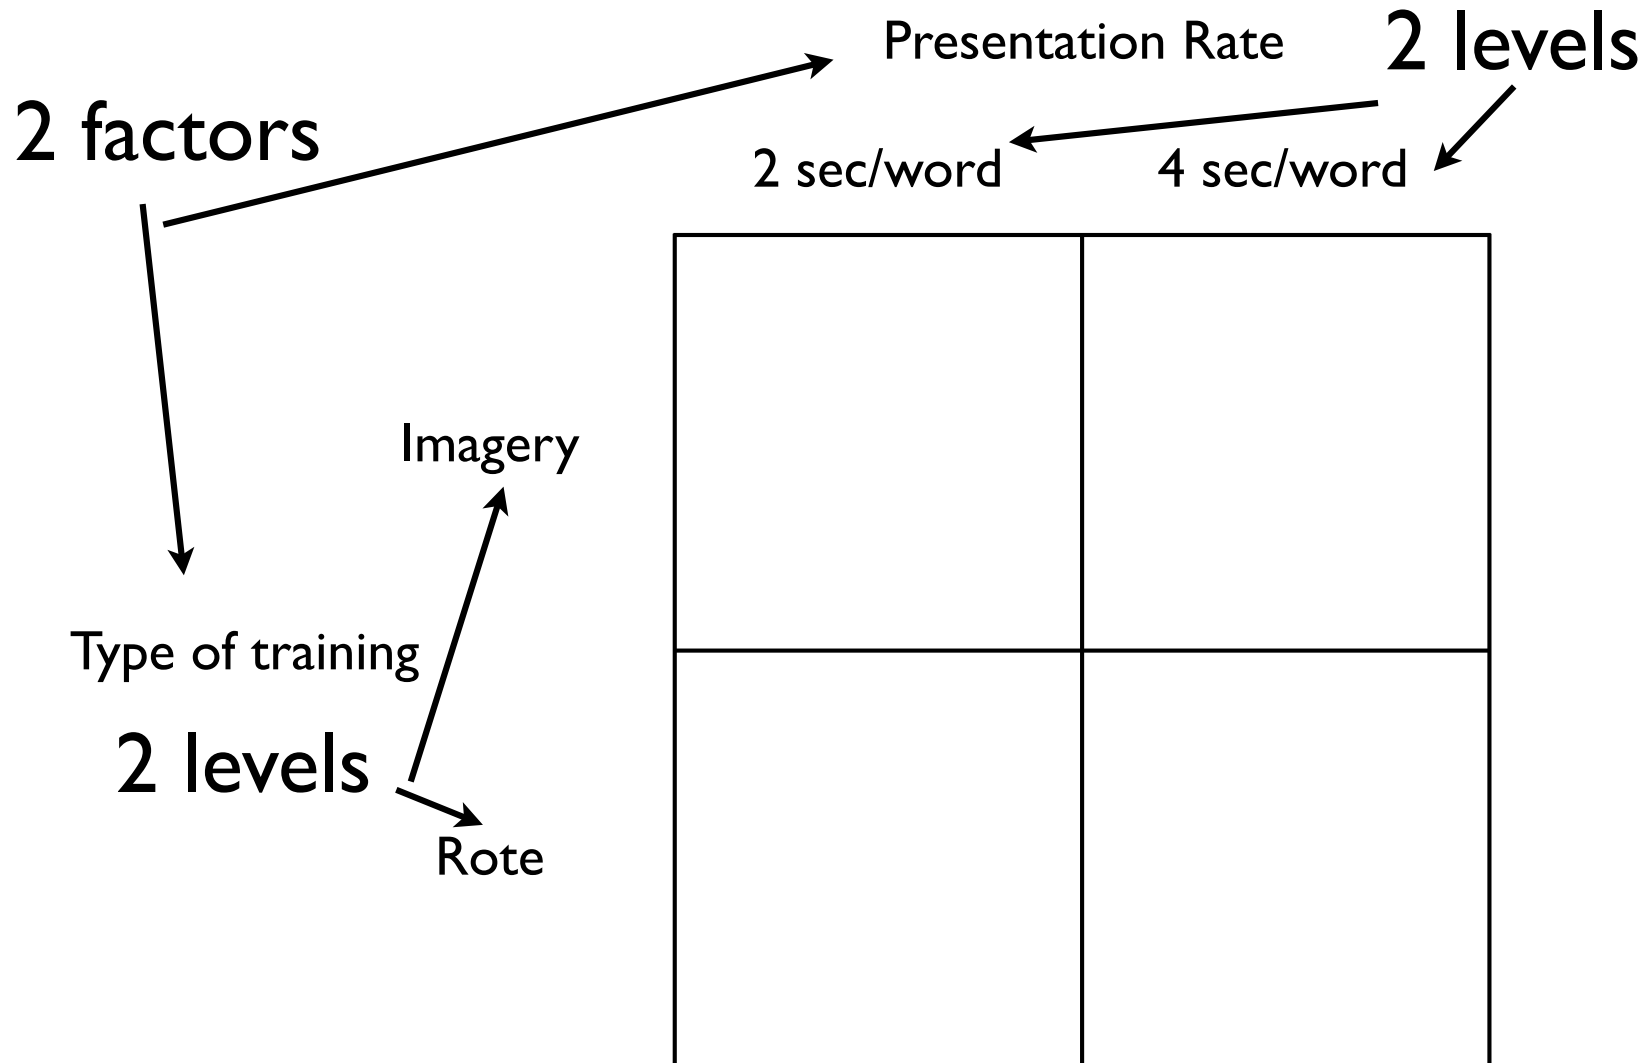 Presentation Rate
2 levels
2 factors
2 sec/word
4 sec/word
Imagery
Type of training
2 levels
Rote